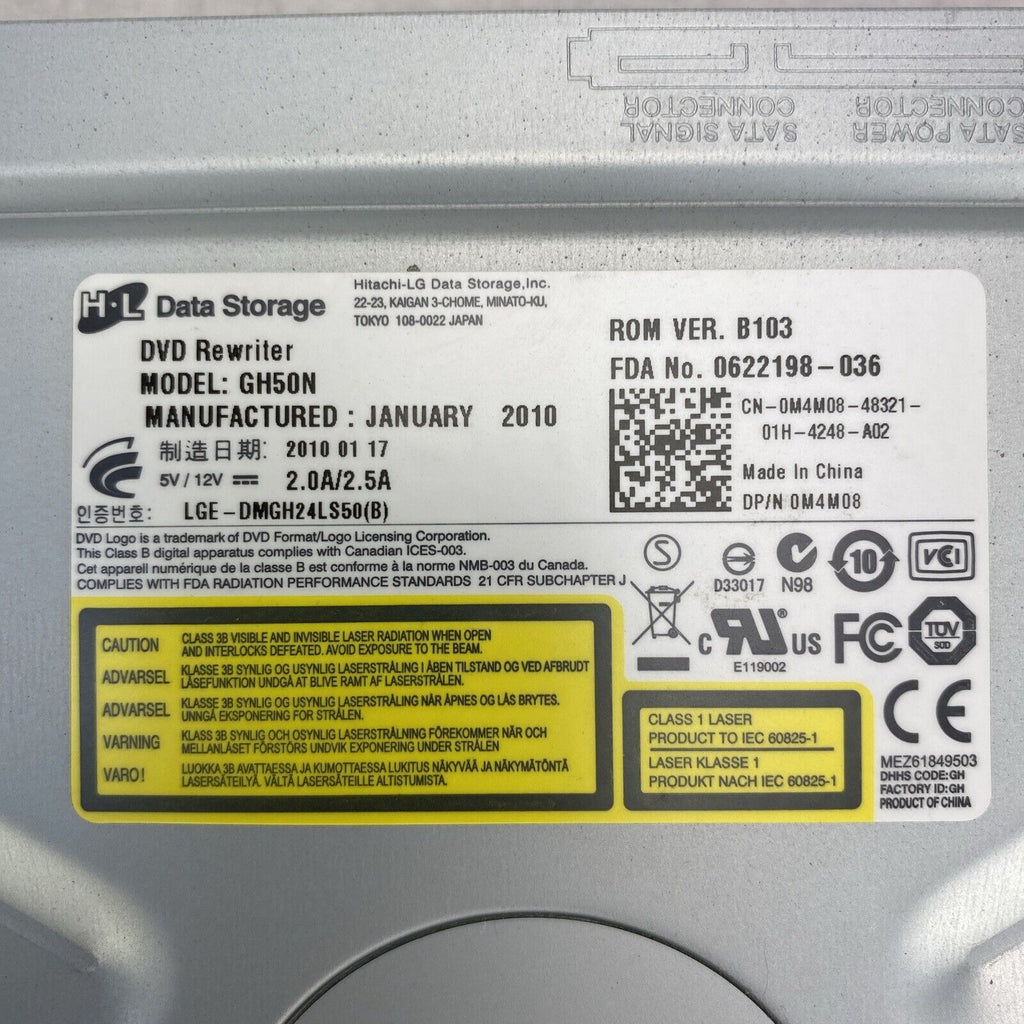 SATA SIGNAL
CONNECTOR
SATA POWER
CONNECTOR
H·L Data Storage
Hitachi-LG Data Storage,Inc.
22-23, KAIGAN 3-CHOME, MINATO-KU,
TOKYO 108-0022 JAPAN
DVD Rewriter
MODEL: GH50N
MANUFACTURED : JANUARY 2010
制造日期: 2010 01 17
5V / 12V 2.0A/2.5A
인증번호: LGE-DMGH24LS50(B)
ROM VER. B103
FDA No. 0622198-036
CN-0M4M08-48321-
01H-4248-A02
Made In China
DP/N 0M4M08
DVD Logo is a trademark of DVD Format/Logo Licensing Corporation.
This Class B digital apparatus complies with Canadian ICES-003.
Cet appareil numérique de la classe B est conforme à la norme NMB-003 du Canada.
COMPLIES WITH FDA RADIATION PERFORMANCE STANDARDS 21 CFR SUBCHAPTER J
S
D33017
N98
10
VCI
c UR US
E119002
FC
TUV
SOD
CE
CAUTION CLASS 3B VISIBLE AND INVISIBLE LASER RADIATION WHEN OPEN
AND INTERLOCKS DEFEATED. AVOID EXPOSURE TO THE BEAM.
ADVARSEL KLASSE 3B SYNLIG OG USYNLIG LASERSTRÅLING I ÅBEN TILSTAND OG VED AFBRUDT
LÅSEFUNKTION UNDGÅ AT BLIVE RAMT AF LASERSTRÅLEN.
ADVARSEL KLASSE 3B SYNLIG OG USYNLIG LASERSTRÅLING NÅR ÅPNES OG LÅS BRYTES.
UNNGÅ EKSPONERING FOR STRÅLEN.
VARNING KLASS 3B SYNLIG OCH OSYNLIG LASERSTRÅLNING FÖREKOMMER NÄR OCH
MELLANLÅSET FÖRSTÖRS UNDVIK EXPONERING UNDER STRÅLEN
VARO! LUOKKA 3B AVATTAESSA JA KUMOTTAESSA LUKITUS NÄKYVÄÄ JA NÄKYMÄTÖNTÄ
LASERSÄTEILYÄ. VÄLTÄ LASERSÄTEILLE ALTISTUMISTA.
CLASS 1 LASER
PRODUCT TO IEC 60825-1
LASER KLASSE 1
PRODUKT NACH IEC 60825-1
MEZ61849503
DHHS CODE:GH
FACTORY ID:GH
PRODUCT OF CHINA